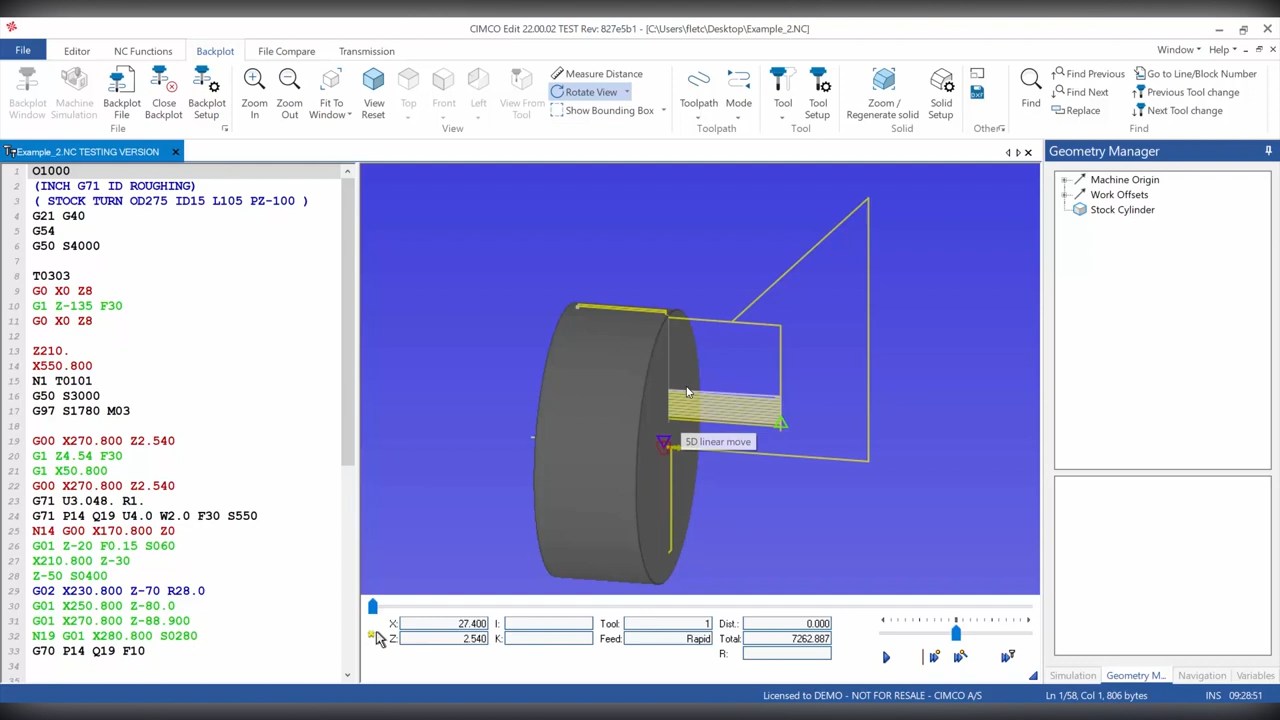 CIMCO Edit 22.00.02 TEST Rev: 827e5b1 - [C:\Users\fletc\Desktop\Example_2.NC]
File Editor NC Functions Backplot File Compare Transmission Window Help
Backplot Window
Machine Simulation
Backplot File
Close Backplot
Backplot Setup
File
Zoom In
Zoom Out
Fit To Window
View Reset
Top
Front
Left
View From Tool
Measure Distance
Rotate View
Show Bounding Box
View
Toolpath
Mode
Toolpath
Tool
Tool Setup
Tool
Zoom / Regenerate solid
Solid Setup
Solid
Other
Find
Find Previous
Find Next
Replace
Go to Line/Block Number
Previous Tool change
Next Tool change
Find
Example_2.NC TESTING VERSION
1 O1000
2 (INCH G71 ID ROUGHING)
3 ( STOCK TURN OD275 ID15 L105 PZ-100 )
4 G21 G40
5 G54
6 G50 S4000
7
8 T0303
9 G0 X0 Z8
10 G1 Z-135 F30
11 G0 X0 Z8
12
13 Z210.
14 X550.800
15 N1 T0101
16 G50 S3000
17 G97 S1780 M03
18
19 G00 X270.800 Z2.540
20 G1 Z4.54 F30
21 G1 X50.800
22 G00 X270.800 Z2.540
23 G71 U3.048. R1.
24 G71 P14 Q19 U4.0 W2.0 F30 S550
25 N14 G00 X170.800 Z0
26 G01 Z-20 F0.15 S060
27 X210.800 Z-30
28 Z-50 S0400
29 G02 X230.800 Z-70 R28.0
30 G01 X250.800 Z-80.0
31 G01 X270.800 Z-88.900
32 N19 G01 X280.800 S0280
33 G70 P14 Q19 F10
34
5D linear move
X: 27.400 I: Tool: 1 Dist.: 0.000
Z: 2.540 K: Feed: Rapid Total: 7262.887
R:
Geometry Manager
Machine Origin
Work Offsets
Stock Cylinder
Simulation Geometry M... Navigation Variables
Licensed to DEMO - NOT FOR RESALE - CIMCO A/S Ln 1/58, Col 1, 806 bytes INS 09:28:51